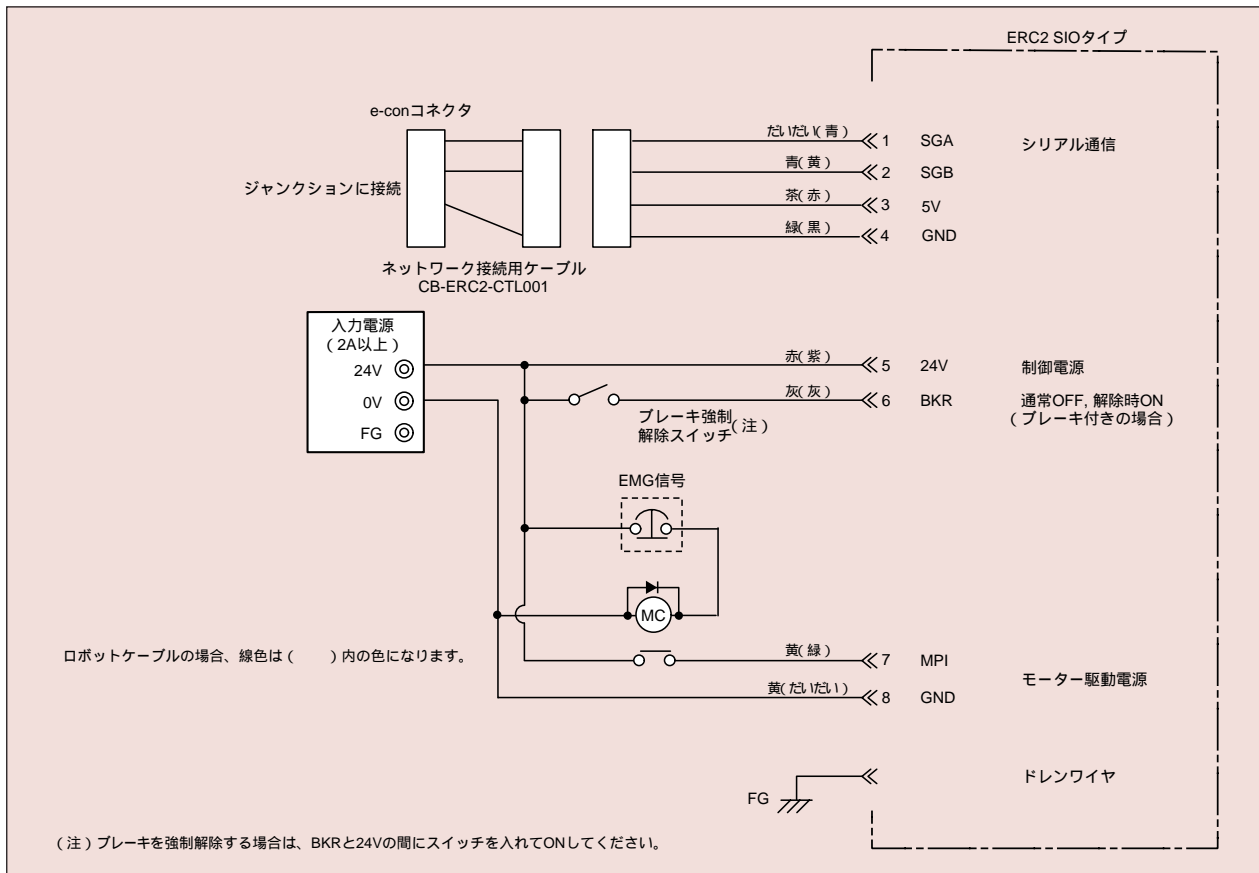 ERC2 SIOタイプ
e-conコネクタ
ジャンクションに接続
ネットワーク接続用ケーブル
CB-ERC2-CTL001
だいだい(青) 1 SGA シリアル通信
青(黄) 2 SGB
茶(赤) 3 5V
緑(黒) 4 GND
入力電源
(2A以上)
24V
0V
FG
赤(紫) 5 24V 制御電源
灰(灰) 6 BKR 通常OFF, 解除時ON
(ブレーキ付きの場合)
ブレーキ強制
解除スイッチ(注)
EMG信号
MC
ロボットケーブルの場合、線色は(  )内の色になります。
黄(緑) 7 MPI
モーター駆動電源
黄(だいだい) 8 GND
ドレンワイヤ
FG
(注)ブレーキを強制解除する場合は、BKRと24Vの間にスイッチを入れてONしてください。